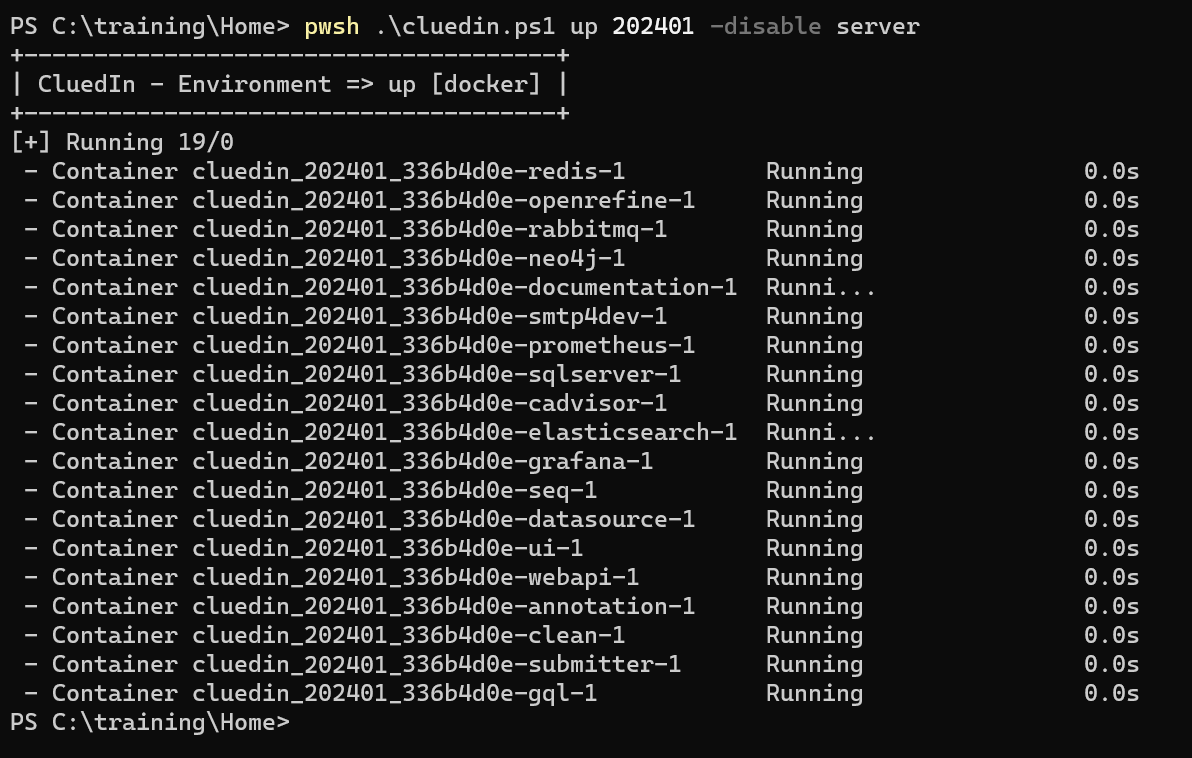 PS C:\training\Home> pwsh .\cluedin.ps1 up 202401 -disable server
+--------------------------------------+
| CluedIn - Environment => up [docker] |
+--------------------------------------+
[+] Running 19/0
 - Container cluedin_202401_336b4d0e-redis-1          Running                0.0s
 - Container cluedin_202401_336b4d0e-openrefine-1     Running                0.0s
 - Container cluedin_202401_336b4d0e-rabbitmq-1       Running                0.0s
 - Container cluedin_202401_336b4d0e-neo4j-1          Running                0.0s
 - Container cluedin_202401_336b4d0e-documentation-1  Runni...               0.0s
 - Container cluedin_202401_336b4d0e-smtp4dev-1       Running                0.0s
 - Container cluedin_202401_336b4d0e-prometheus-1     Running                0.0s
 - Container cluedin_202401_336b4d0e-sqlserver-1      Running                0.0s
 - Container cluedin_202401_336b4d0e-cadvisor-1       Running                0.0s
 - Container cluedin_202401_336b4d0e-elasticsearch-1  Runni...               0.0s
 - Container cluedin_202401_336b4d0e-grafana-1        Running                0.0s
 - Container cluedin_202401_336b4d0e-seq-1            Running                0.0s
 - Container cluedin_202401_336b4d0e-datasource-1     Running                0.0s
 - Container cluedin_202401_336b4d0e-ui-1             Running                0.0s
 - Container cluedin_202401_336b4d0e-webapi-1         Running                0.0s
 - Container cluedin_202401_336b4d0e-annotation-1     Running                0.0s
 - Container cluedin_202401_336b4d0e-clean-1          Running                0.0s
 - Container cluedin_202401_336b4d0e-submitter-1      Running                0.0s
 - Container cluedin_202401_336b4d0e-gql-1            Running                0.0s
PS C:\training\Home>